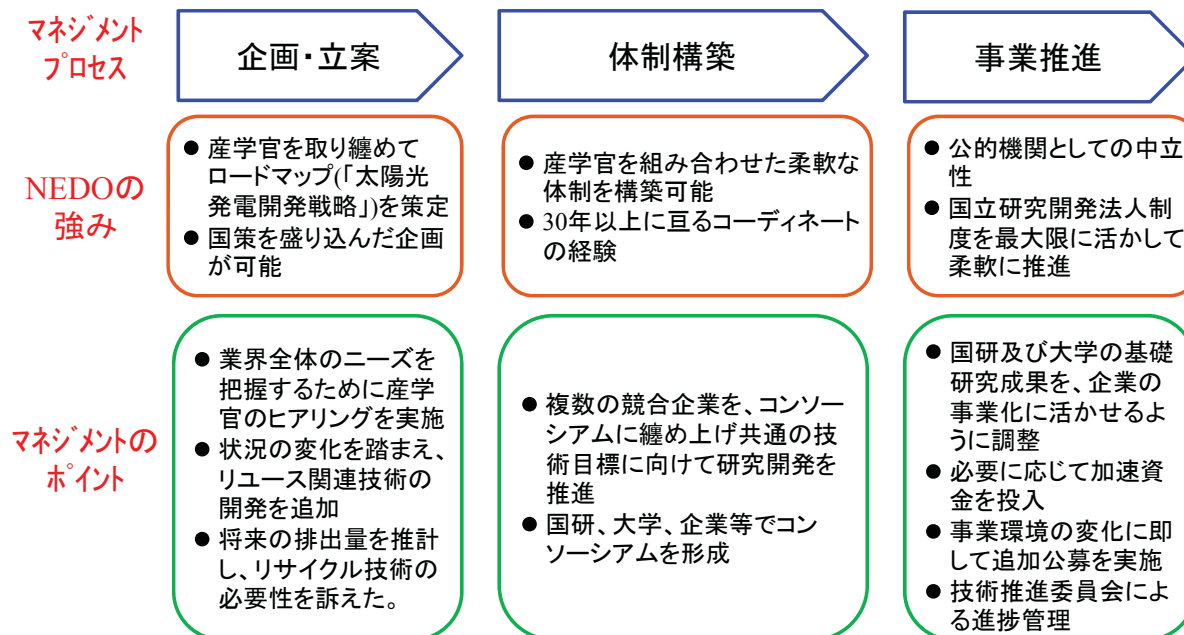 マネジメント
プロセス
企画・立案
体制構築
事業推進
NEDOの
強み
● 産学官を取り纏めて
ロードマップ(「太陽光
発電開発戦略」)を策定
● 国策を盛り込んだ企画
が可能
● 産学官を組み合わせた柔軟な
体制を構築可能
● 30年以上に亘るコーディネート
の経験
● 公的機関としての中立
性
● 国立研究開発法人制
度を最大限に活かして
柔軟に推進
マネジメントの
ポイント
● 業界全体のニーズを
把握するために産学
官のヒアリングを実施
● 状況の変化を踏まえ、
リユース関連技術の
開発を追加
● 将来の排出量を推計
し、リサイクル技術の
必要性を訴えた。
● 複数の競合企業を、コンソー
シアムに纏め上げ共通の技
術目標に向けて研究開発を
推進
● 国研、大学、企業等でコン
ソーシアムを形成
● 国研及び大学の基礎
研究成果を、企業の
事業化に活かせるよ
うに調整
● 必要に応じて加速資
金を投入
● 事業環境の変化に即
して追加公募を実施
● 技術推進委員会によ
る進捗管理